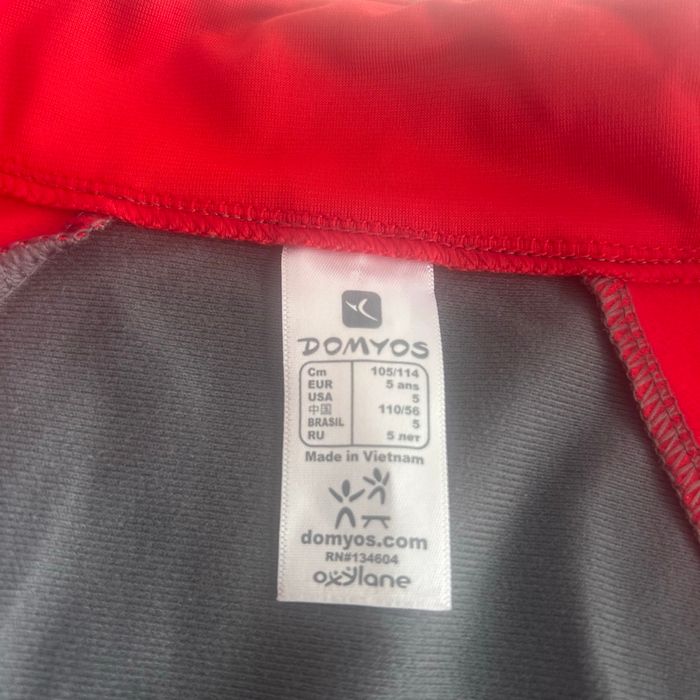 DOMYOS
Cm 105/114
EUR 5 ans
USA 5
中国 110/56
BRASIL 5
RU 5 лет
Made in Vietnam
domyos.com
RN#134604
oxylane